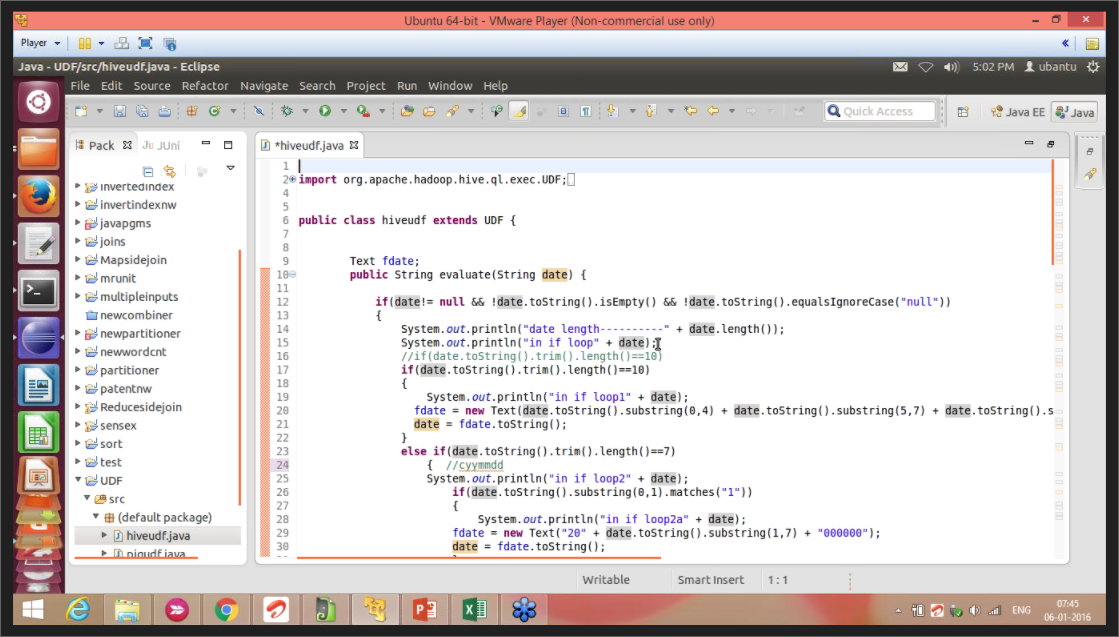 Ubuntu 64-bit - VMware Player (Non-commercial use only)
Player
Java - UDF/src/hiveudf.java - Eclipse
5:02 PM ubantu
File Edit Source Refactor Navigate Search Project Run Window Help
Quick Access
Java EE
Java
Pack
JUni
*hiveudf.java
invertedindex
invertindexnw
javapgms
joins
Mapsidejoin
mrunit
multipleinputs
newcombiner
newpartitioner
newwordcnt
partitioner
patentnw
Reducesidejoin
sensex
sort
test
UDF
src
(default package)
hiveudf.java
pigudf.java
1
2 import org.apache.hadoop.hive.ql.exec.UDF;
4
5
6 public class hiveudf extends UDF {
7
8
9 Text fdate;
10 public String evaluate(String date) {
11
12 if(date!= null && !date.toString().isEmpty() && !date.toString().equalsIgnoreCase("null"))
13 {
14 System.out.println("date length----------" + date.length());
15 System.out.println("in if loop" + date);
16 //if(date.toString().trim().length()==10)
17 if(date.toString().trim().length()==10)
18 {
19 System.out.println("in if loop1" + date);
20 fdate = new Text(date.toString().substring(0,4) + date.toString().substring(5,7) + date.toString().s
21 date = fdate.toString();
22 }
23 else if(date.toString().trim().length()==7)
24 { //cyymmdd
25 System.out.println("in if loop2" + date);
26 if(date.toString().substring(0,1).matches("1"))
27 {
28 System.out.println("in if loop2a" + date);
29 fdate = new Text("20" + date.toString().substring(1,7) + "000000");
30 date = fdate.toString();
Writable
Smart Insert
1 : 1
ENG
07:45
06-01-2016